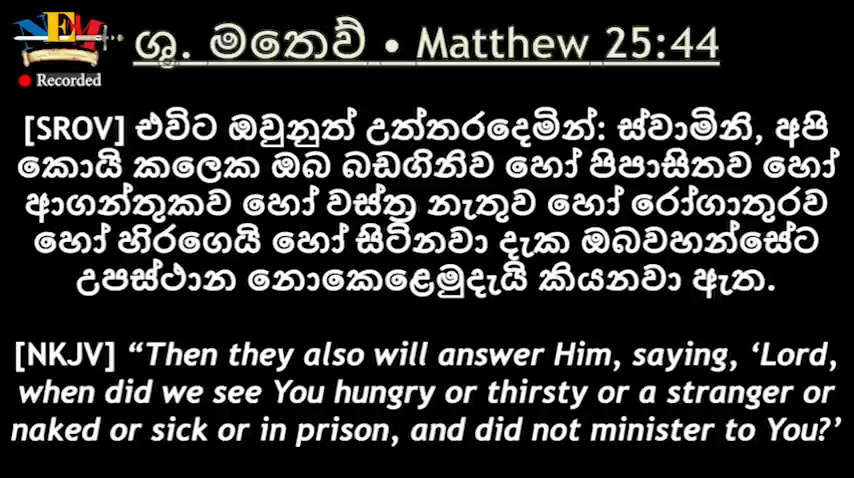 NEM
Recorded
ශු. මතෙව් • Matthew 25:44
[SROV] එවිට ඔවුනුත් උත්තරදෙමින්: ස්වාමිනි, අපි
කොයි කලෙක ඔබ බඩගිනිව හෝ පිපාසිතව හෝ
ආගන්තුකව හෝ වස්ත්‍ර නැතුව හෝ රෝගාතුරව
හෝ හිරගෙයි හෝ සිටිනවා දැක ඔබවහන්සේට
උපස්ථාන නොකෙළෙමුදැයි කියනවා ඇත.
[NKJV] “Then they also will answer Him, saying, ‘Lord,
when did we see You hungry or thirsty or a stranger or
naked or sick or in prison, and did not minister to You?’